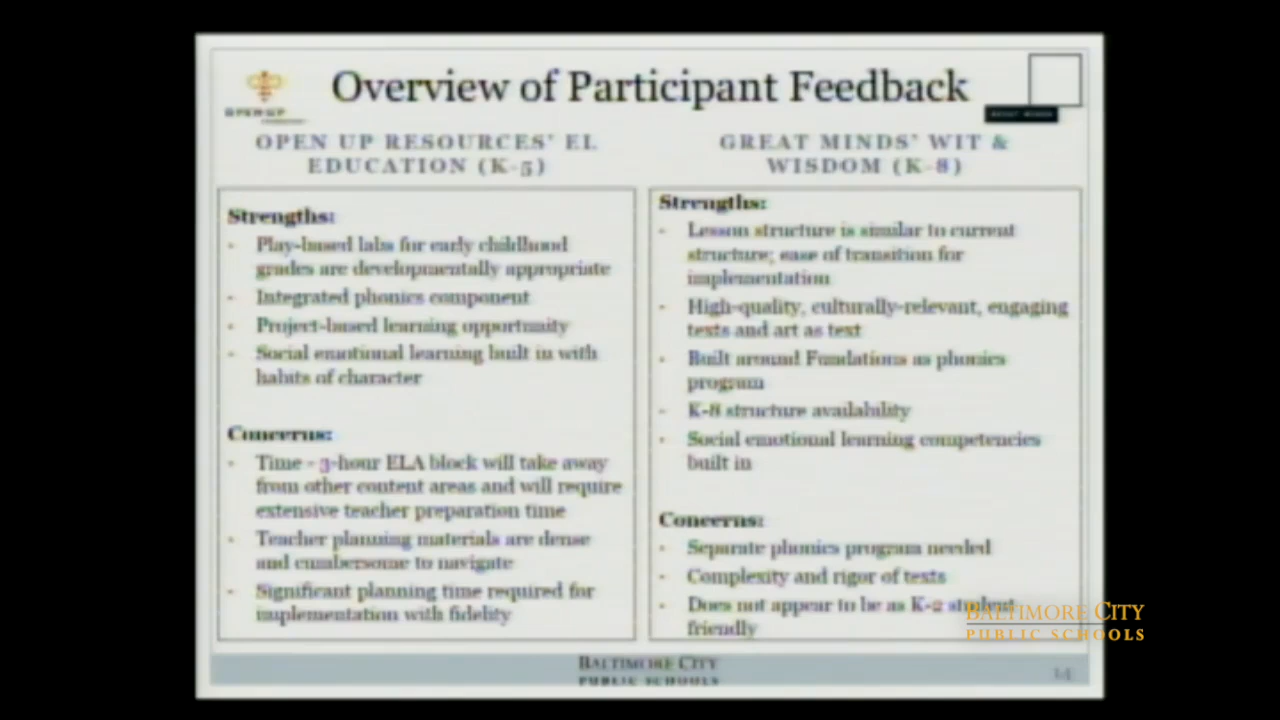 Overview of Participant Feedback
OPEN UP
OPEN UP RESOURCES' EL
EDUCATION (K-5)
Strengths:
- Play-based labs for early childhood
grades are developmentally appropriate
- Integrated phonics component
- Project-based learning opportunity
- Social emotional learning built in with
habits of character
Concerns:
- Time - 3-hour ELA block will take away
from other content areas and will require
extensive teacher preparation time
- Teacher planning materials are dense
and cumbersome to navigate
- Significant planning time required for
implementation with fidelity
GREAT MINDS' WIT &
WISDOM (K-8)
Strengths:
- Lesson structure is similar to current
structure; ease of transition for
implementation
- High-quality, culturally-relevant, engaging
texts and art as text
- Built around Fundations as phonics
program
- K-8 structure availability
- Social emotional learning competencies
built in
Concerns:
- Separate phonics program needed
- Complexity and rigor of texts
- Does not appear to be as K-2 student
friendly
BALTIMORE CITY
PUBLIC SCHOOLS
BALTIMORE CITY
PUBLIC SCHOOLS